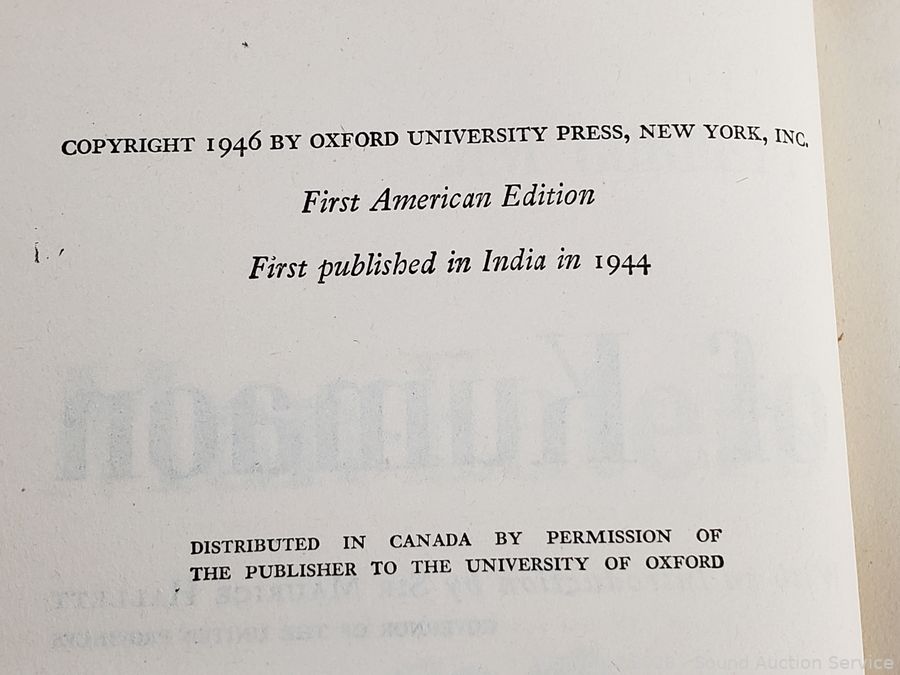 COPYRIGHT 1946 BY OXFORD UNIVERSITY PRESS, NEW YORK, INC.
First American Edition
First published in India in 1944
DISTRIBUTED IN CANADA BY PERMISSION OF
THE PUBLISHER TO THE UNIVERSITY OF OXFORD
Sound Auction Service